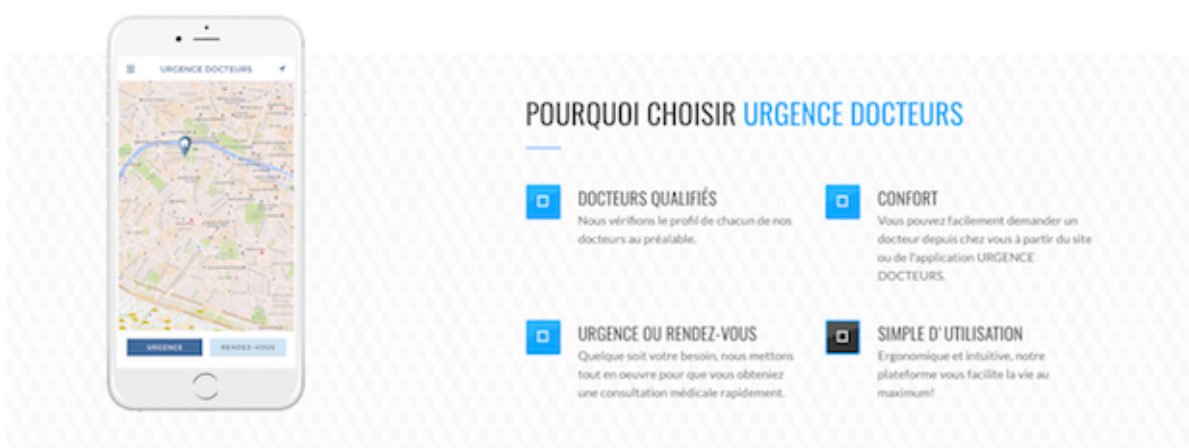 URGENCE DOCTEURS
URGENCE
RENDEZ-VOUS
POURQUOI CHOISIR URGENCE DOCTEURS
DOCTEURS QUALIFIÉS
Nous vérifions le profil de chacun de nos
docteurs au préalable.
CONFORT
Vous pouvez facilement demander un
docteur depuis chez vous à partir du site
ou de l'application URGENCE
DOCTEURS.
URGENCE OU RENDEZ-VOUS
Quelque soit votre besoin, nous mettons
tout en oeuvre pour que vous obteniez
une consultation médicale rapidement.
SIMPLE D'UTILISATION
Ergonomique et intuitive, notre
plateforme vous facilite la vie au
maximum!